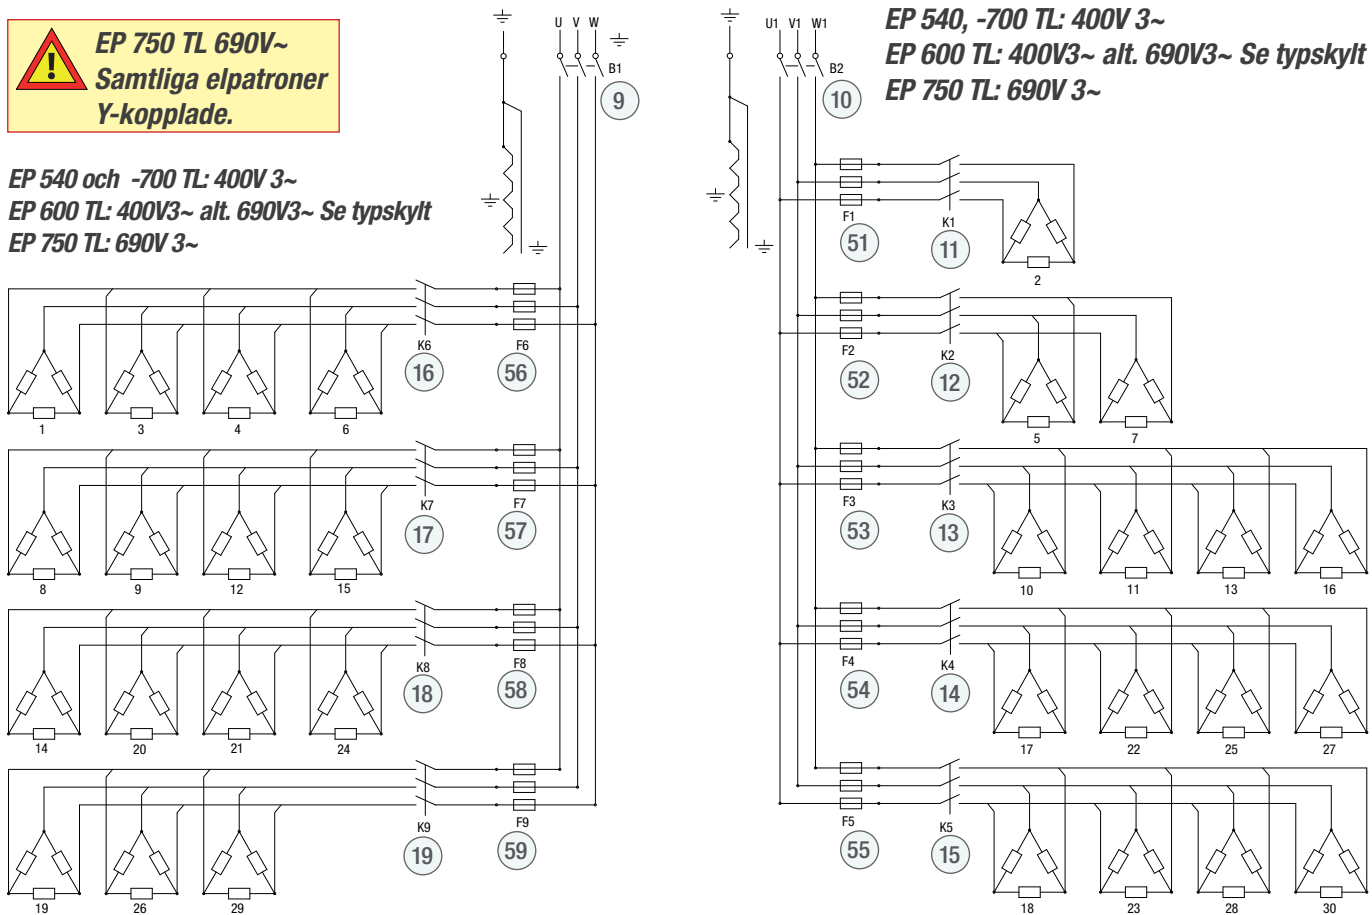 EP 750 TL 690V~
Samtliga elpatroner
Y-kopplade.
EP 540 och -700 TL: 400V 3~
EP 600 TL: 400V3~ alt. 690V3~ Se typskylt
EP 750 TL: 690V 3~
U V W
B1
9
U1 V1 W1
B2
10
EP 540, -700 TL: 400V 3~
EP 600 TL: 400V3~ alt. 690V3~ Se typskylt
EP 750 TL: 690V 3~
K6 F6
16 56
1 3 4 6
K7 F7
17 57
8 9 12 15
K8 F8
18 58
14 20 21 24
K9 F9
19 59
19 26 29
F1 K1
51 11
2
F2 K2
52 12
5 7
F3 K3
53 13
10 11 13 16
F4 K4
54 14
17 22 25 27
F5 K5
55 15
18 23 28 30